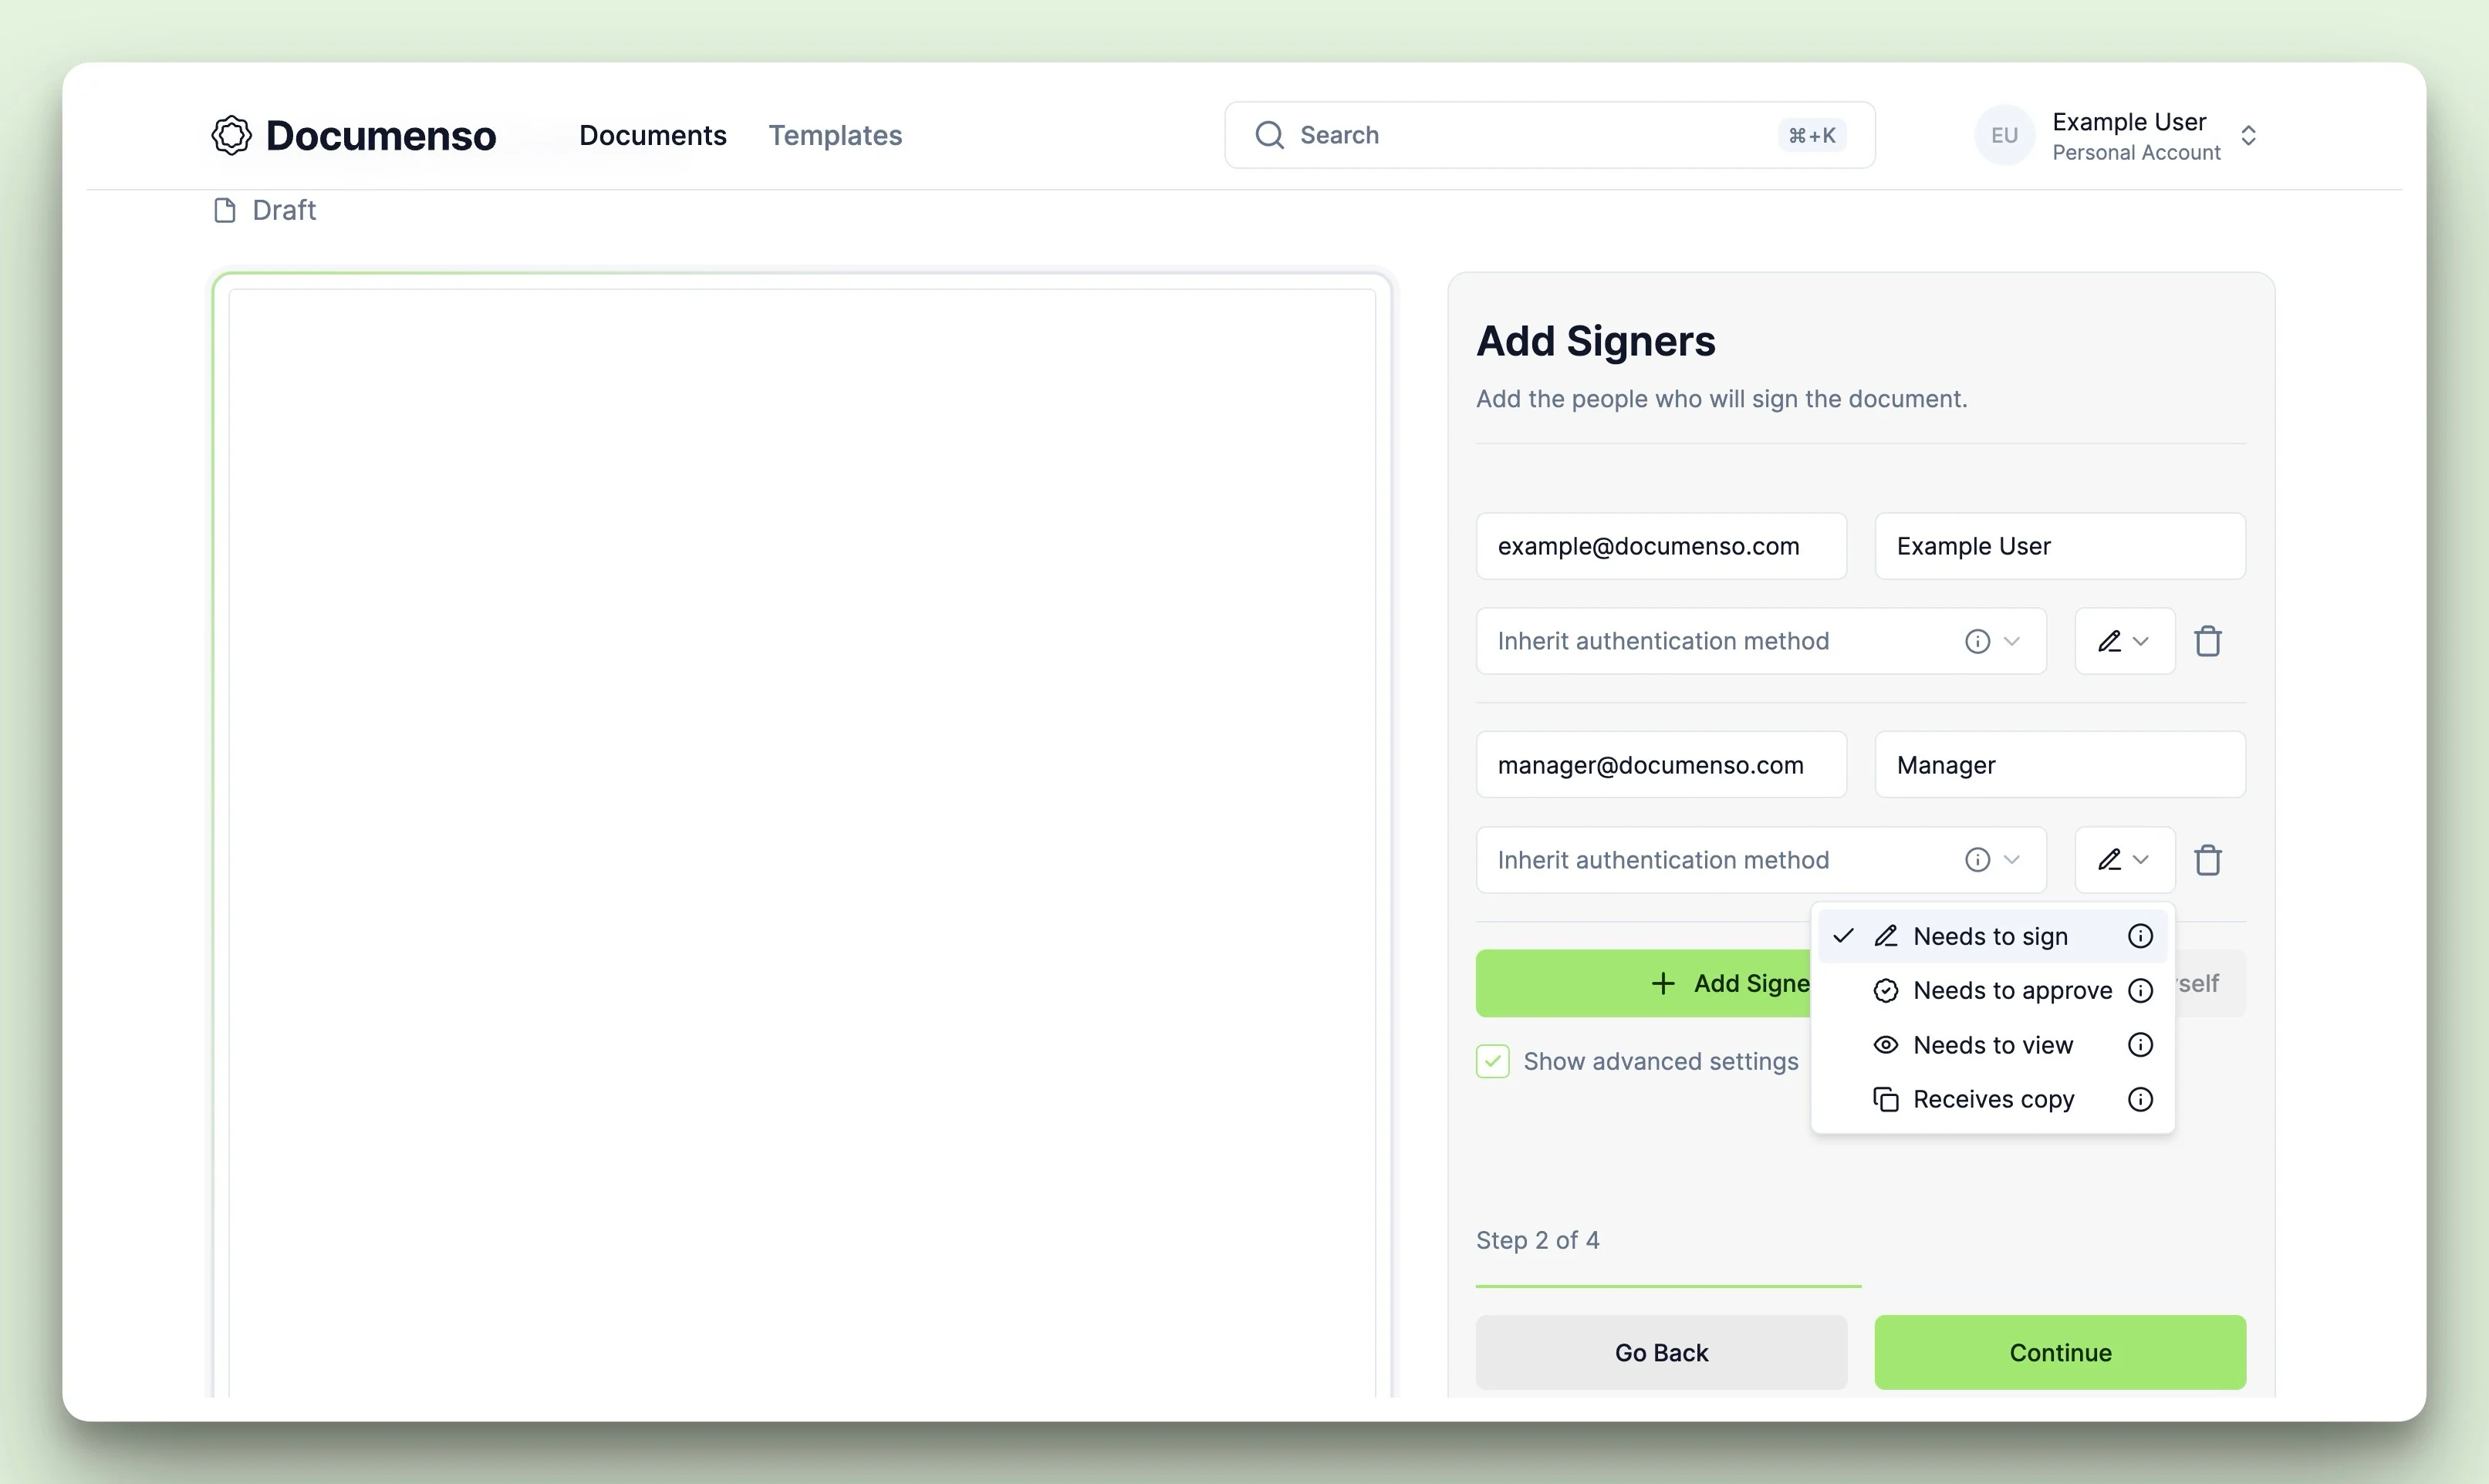 Documenso Documents Templates Search ⌘+K EU Example User
Personal Account
Draft
Add Signers
Add the people who will sign the document.
example@documenso.com Example User
Inherit authentication method
manager@documenso.com Manager
Inherit authentication method
Needs to sign
Add Signe
Needs to approve
Show advanced settings
Needs to view
Receives copy
Step 2 of 4
Go Back Continue